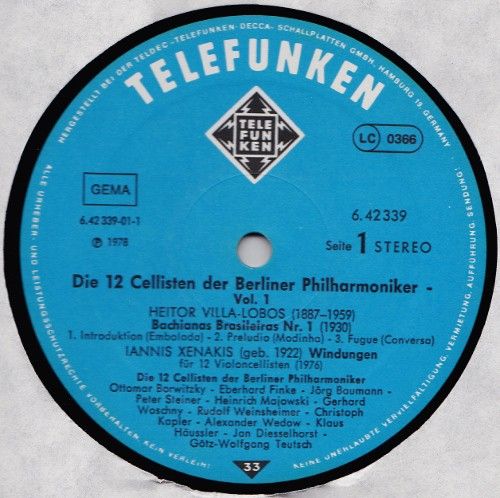 HERGESTELLT BEI DER TELDEC »TELEFUNKEN-DECCA« SCHALLPLATTEN GMBH, HAMBURG 19, GERMANY.
TELEFUNKEN
TELE
FUN
KEN
LC 0366
GEMA
6.42 339-01-1
℗ 1978
6.42 339
Seite 1 STEREO
Die 12 Cellisten der Berliner Philharmoniker -
Vol. 1
HEITOR VILLA-LOBOS (1887-1959)
Bachianas Brasileiras Nr. 1 (1930)
1. Introduktion (Embolada) - 2. Preludio (Modinha) - 3. Fugue (Conversa)
IANNIS XENAKIS (geb. 1922) Windungen
für 12 Violoncellisten (1976)
Die 12 Cellisten der Berliner Philharmoniker
Ottomar Borwitzky - Eberhard Finke - Jörg Baumann -
Peter Steiner - Heinrich Majowski - Gerhard
Woschny - Rudolf Weinsheimer - Christoph
Kapler - Alexander Wedow - Klaus
Häussler - Jan Diesselhorst -
Götz-Wolfgang Teutsch
33
ALLE URHEBER- UND LEISTUNGSSCHUTZRECHTE VORBEHALTEN. KEIN VERLEIH!
KEINE UNERLAUBTE VERVIELFÄLTIGUNG, VERMIETUNG, AUFFÜHRUNG, SENDUNG!